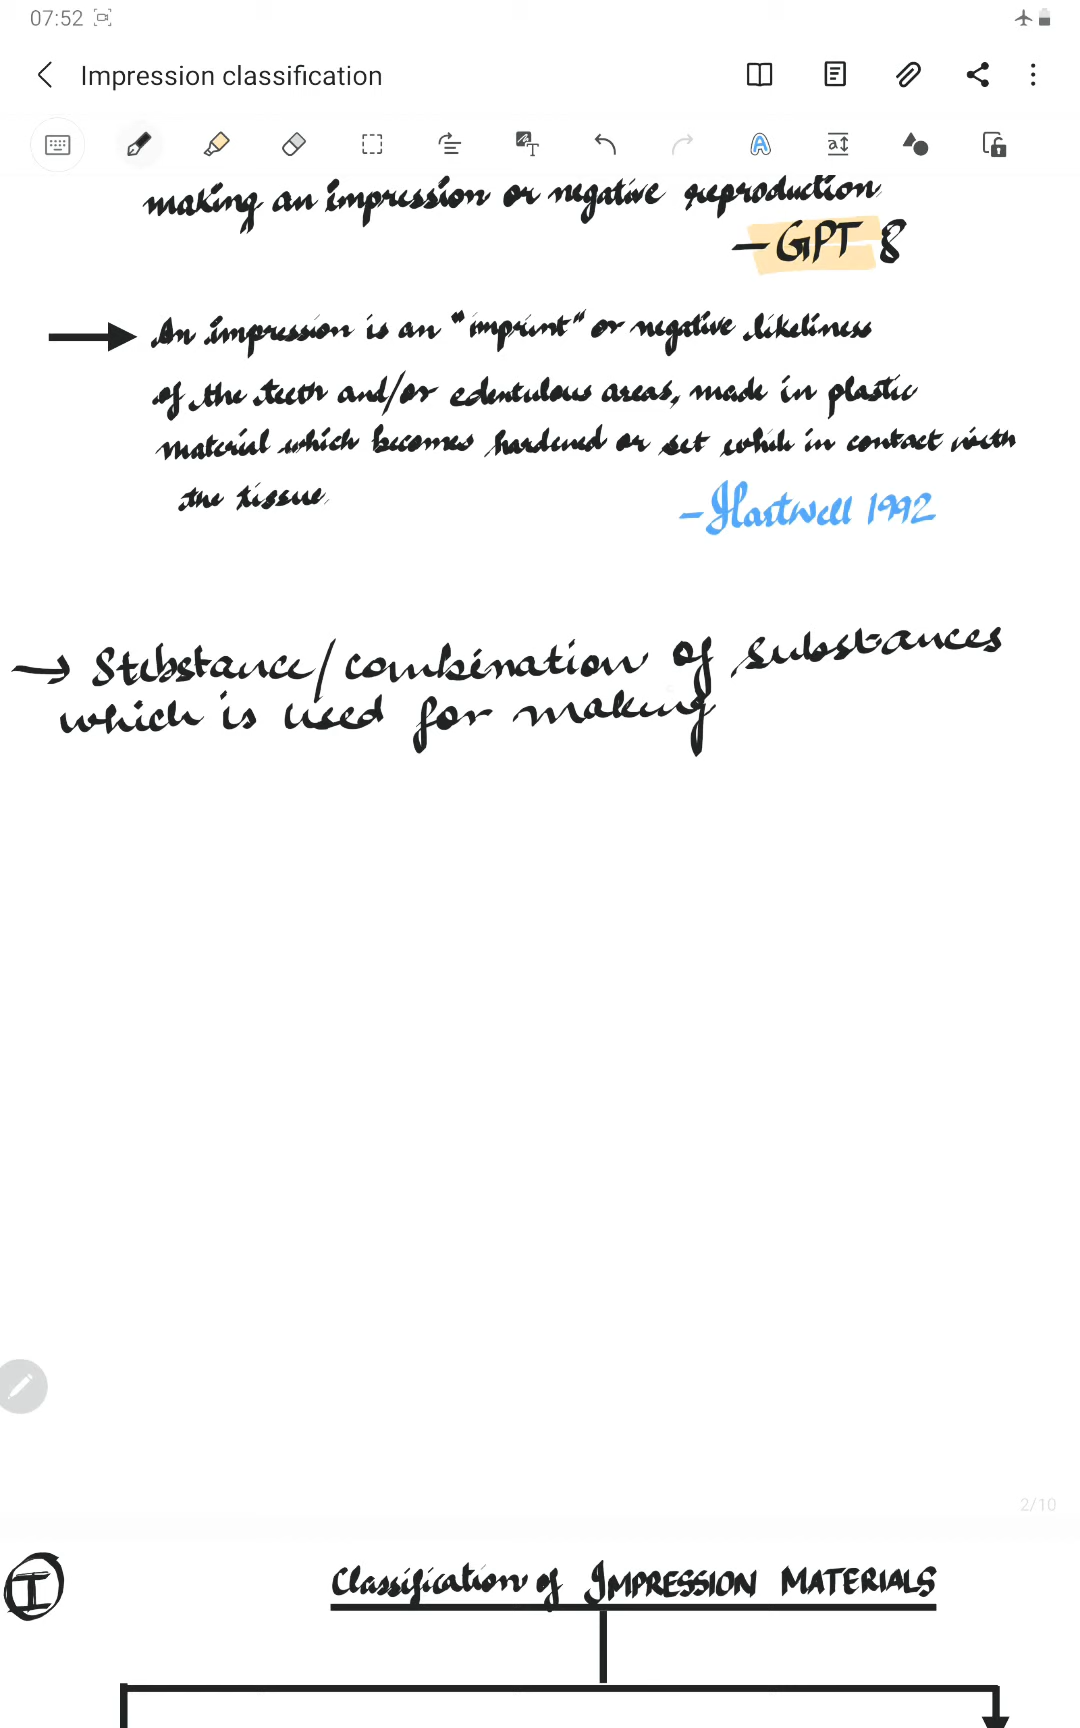 07:52
Impression classification
making an impression or negative reproduction
- GPT 8
An impression is an "imprint" or negative likeliness
of the teeth and/or edentulous areas, made in plastic
material which becomes hardened or set while in contact with
the tissue.
- Hartwell 1992
→ Substance/combination of substances
which is used for making
2/10
I
Classification of IMPRESSION MATERIALS